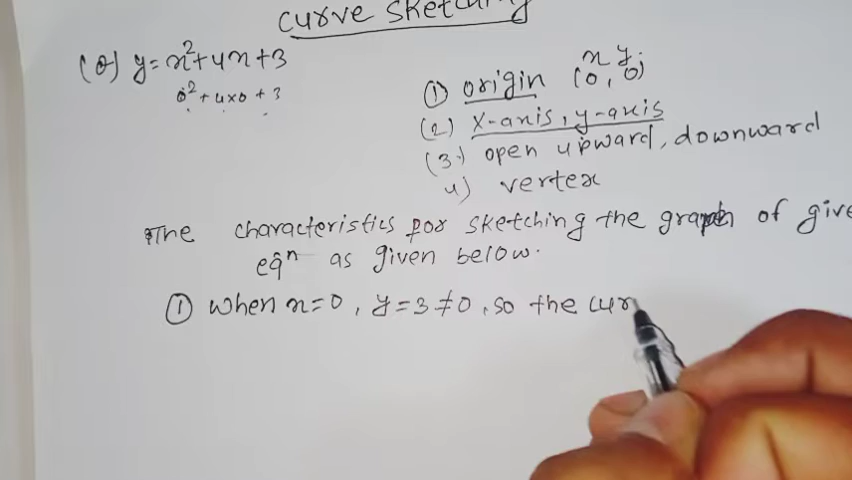 curve sketching
(Q) y = x²+4x+3
0² + 4×0 + 3
x y
① origin (0, 0)
(2) X-axis, y-axis
(3.) open upward, downward
4) vertex
The characteristics for sketching the graph of give
eqⁿ as given below.
① when x=0, y=3≠0, so the cur